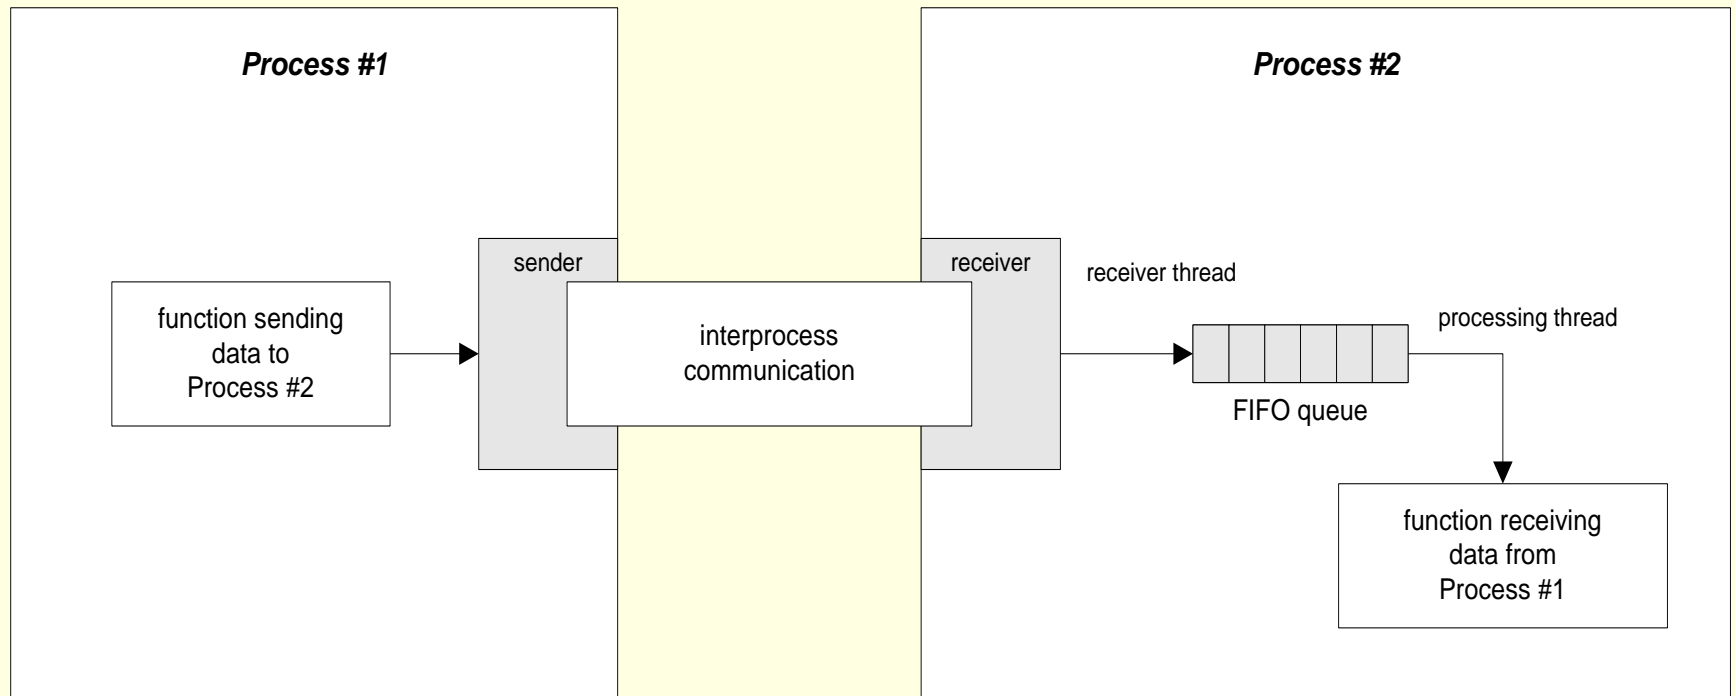 Process #1
Process #2
sender
receiver
receiver thread
function sending
data to
Process #2
interprocess
communication
processing thread
FIFO queue
function receiving
data from
Process #1